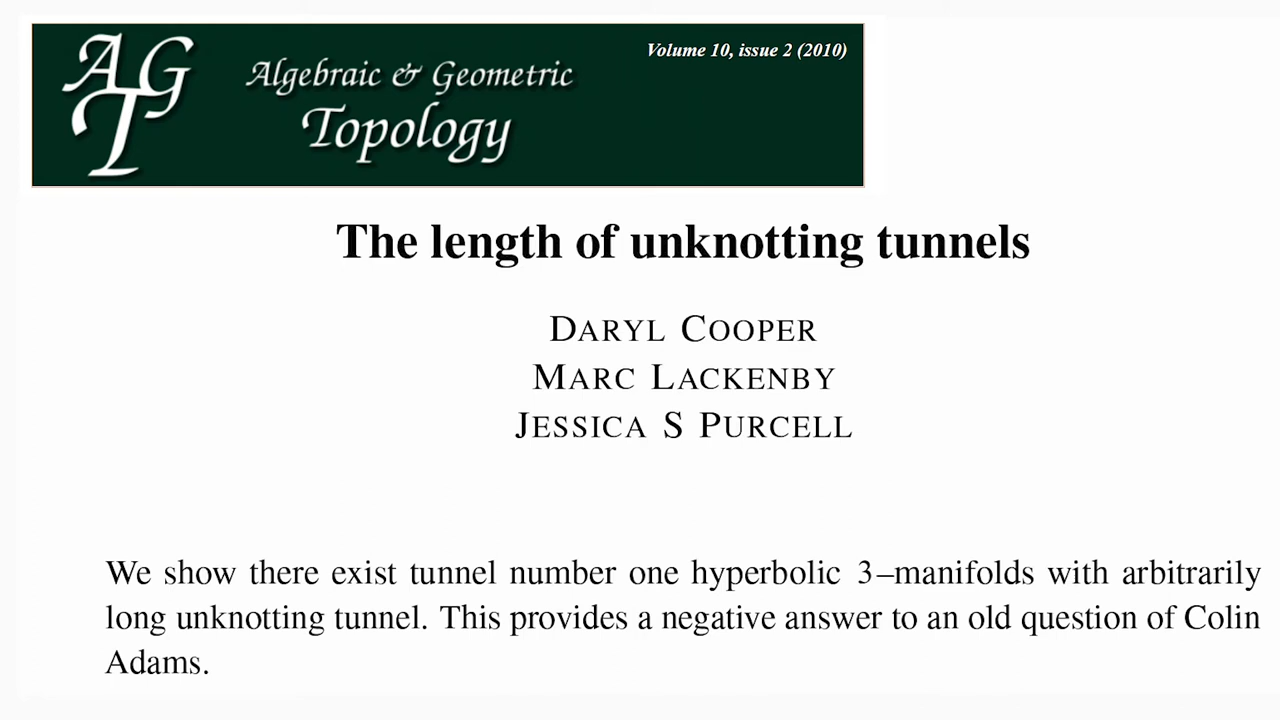 AGT
Algebraic & Geometric
Topology
Volume 10, issue 2 (2010)
The length of unknotting tunnels
DARYL COOPER
MARC LACKENBY
JESSICA S PURCELL
We show there exist tunnel number one hyperbolic 3–manifolds with arbitrarily
long unknotting tunnel. This provides a negative answer to an old question of Colin
Adams.